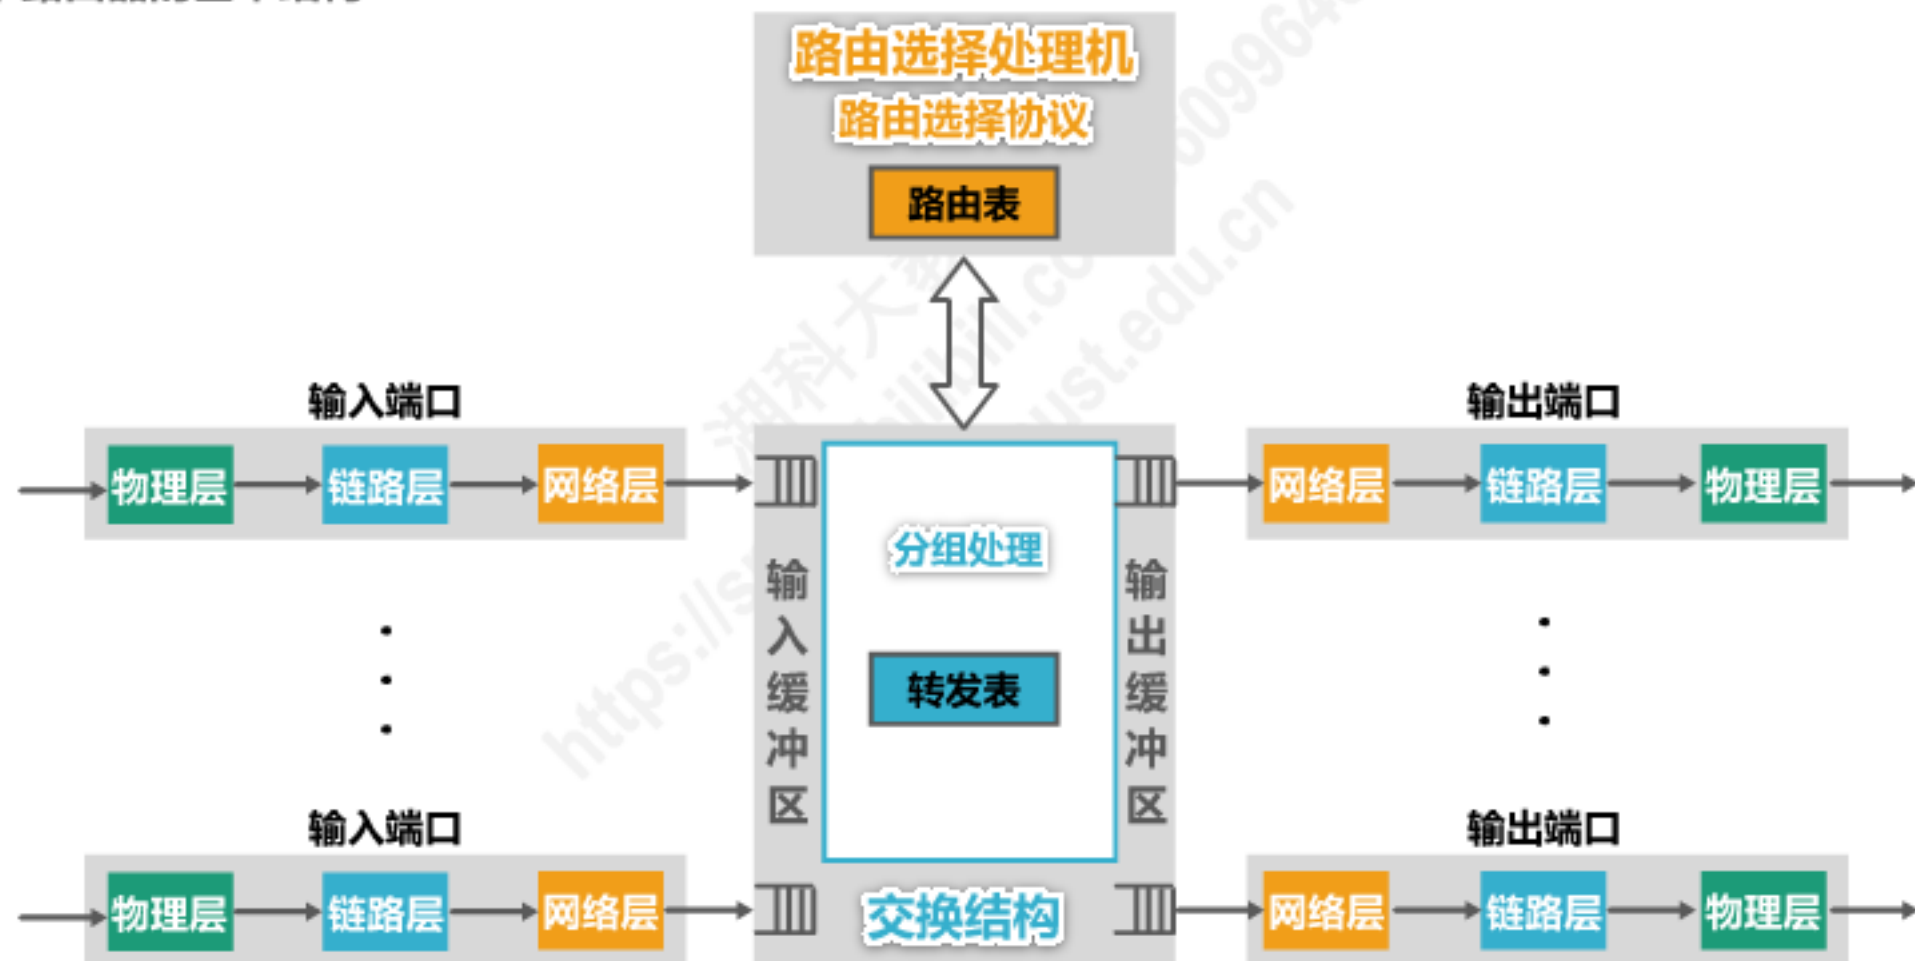 路由选择处理机
路由选择协议
路由表
输入端口
物理层
链路层
网络层
输出端口
网络层
链路层
物理层
分组处理
转发表
输入缓冲区
输出缓冲区
输入端口
物理层
链路层
网络层
交换结构
输出端口
网络层
链路层
物理层